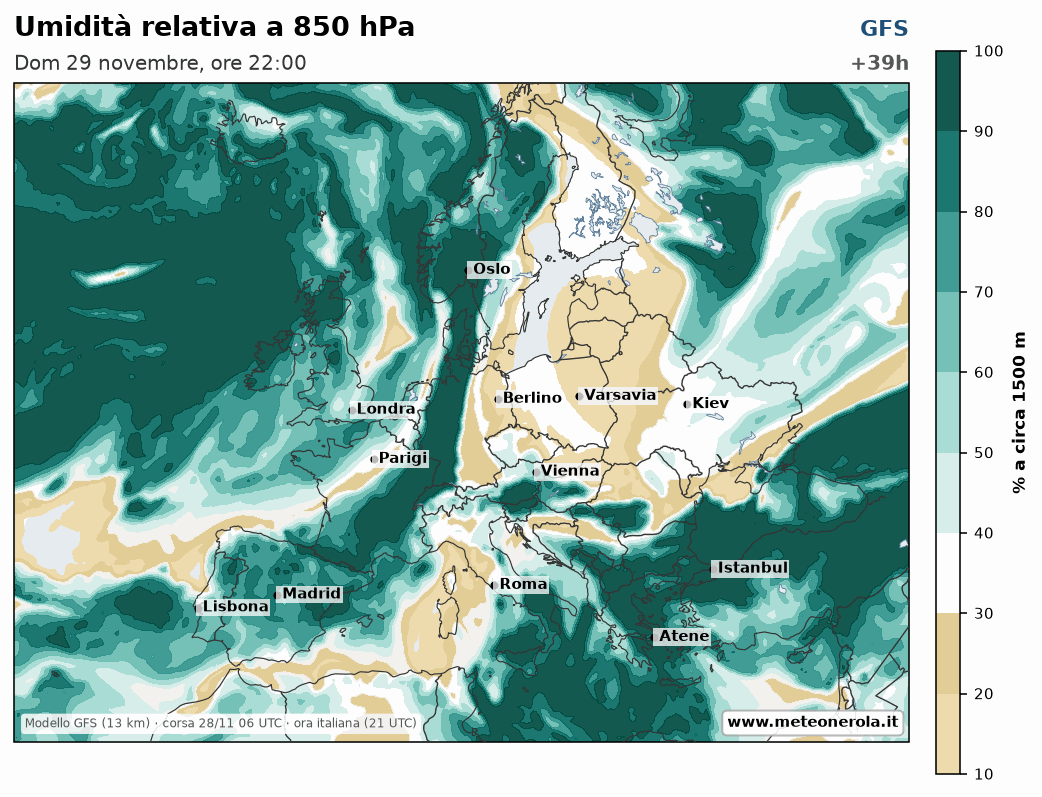 Umidità relativa a 850 hPa
GFS
Dom 29 novembre, ore 22:00
+39h
100
90
80
70
60
50
40
30
20
10
% a circa 1500 m
Oslo
Londra
Berlino
Varsavia
Kiev
Parigi
Vienna
Istanbul
Roma
Madrid
Lisbona
Atene
Modello GFS (13 km) · corsa 28/11 06 UTC · ora italiana (21 UTC)
www.meteonerola.it